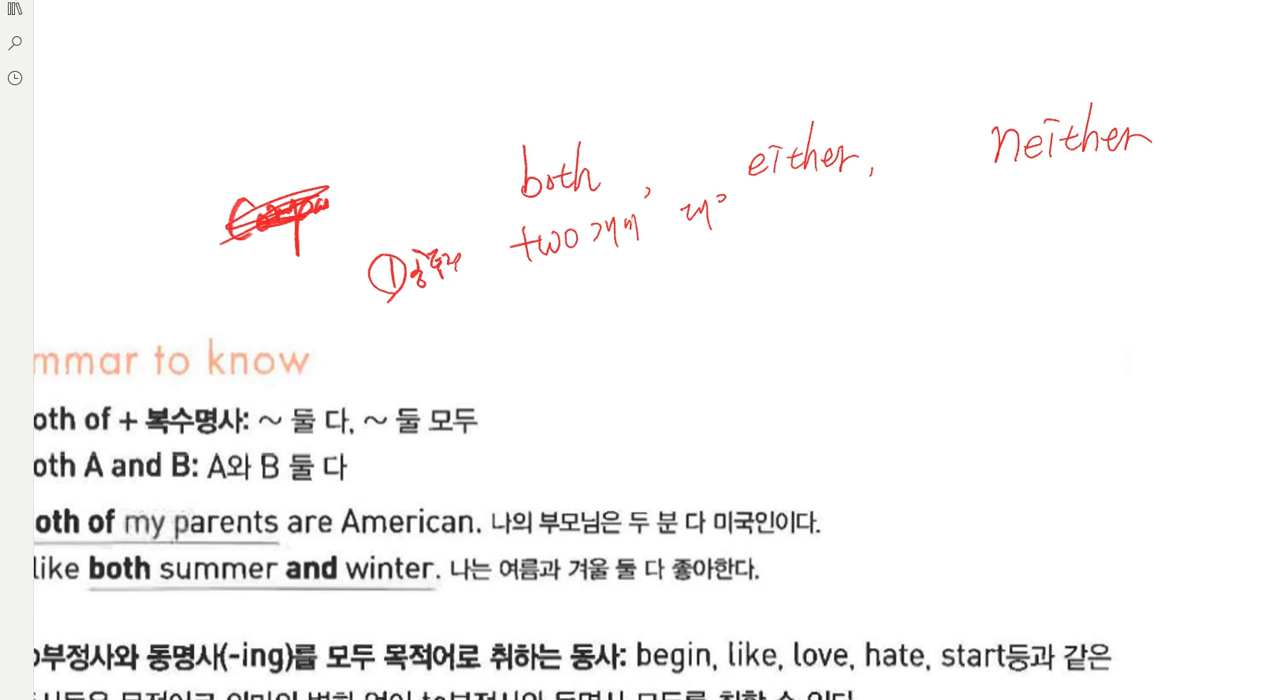 both, either, neither
① 공통점 two 개비
mmar to know
oth of + 복수명사: ~ 둘 다, ~ 둘 모두
oth A and B: A와 B 둘 다
oth of my parents are American. 나의 부모님은 두 분 다 미국인이다.
like both summer and winter. 나는 여름과 겨울 둘 다 좋아한다.
o부정사와 동명사(-ing)를 모두 목적어로 취하는 동사: begin, like, love, hate, start등과 같은